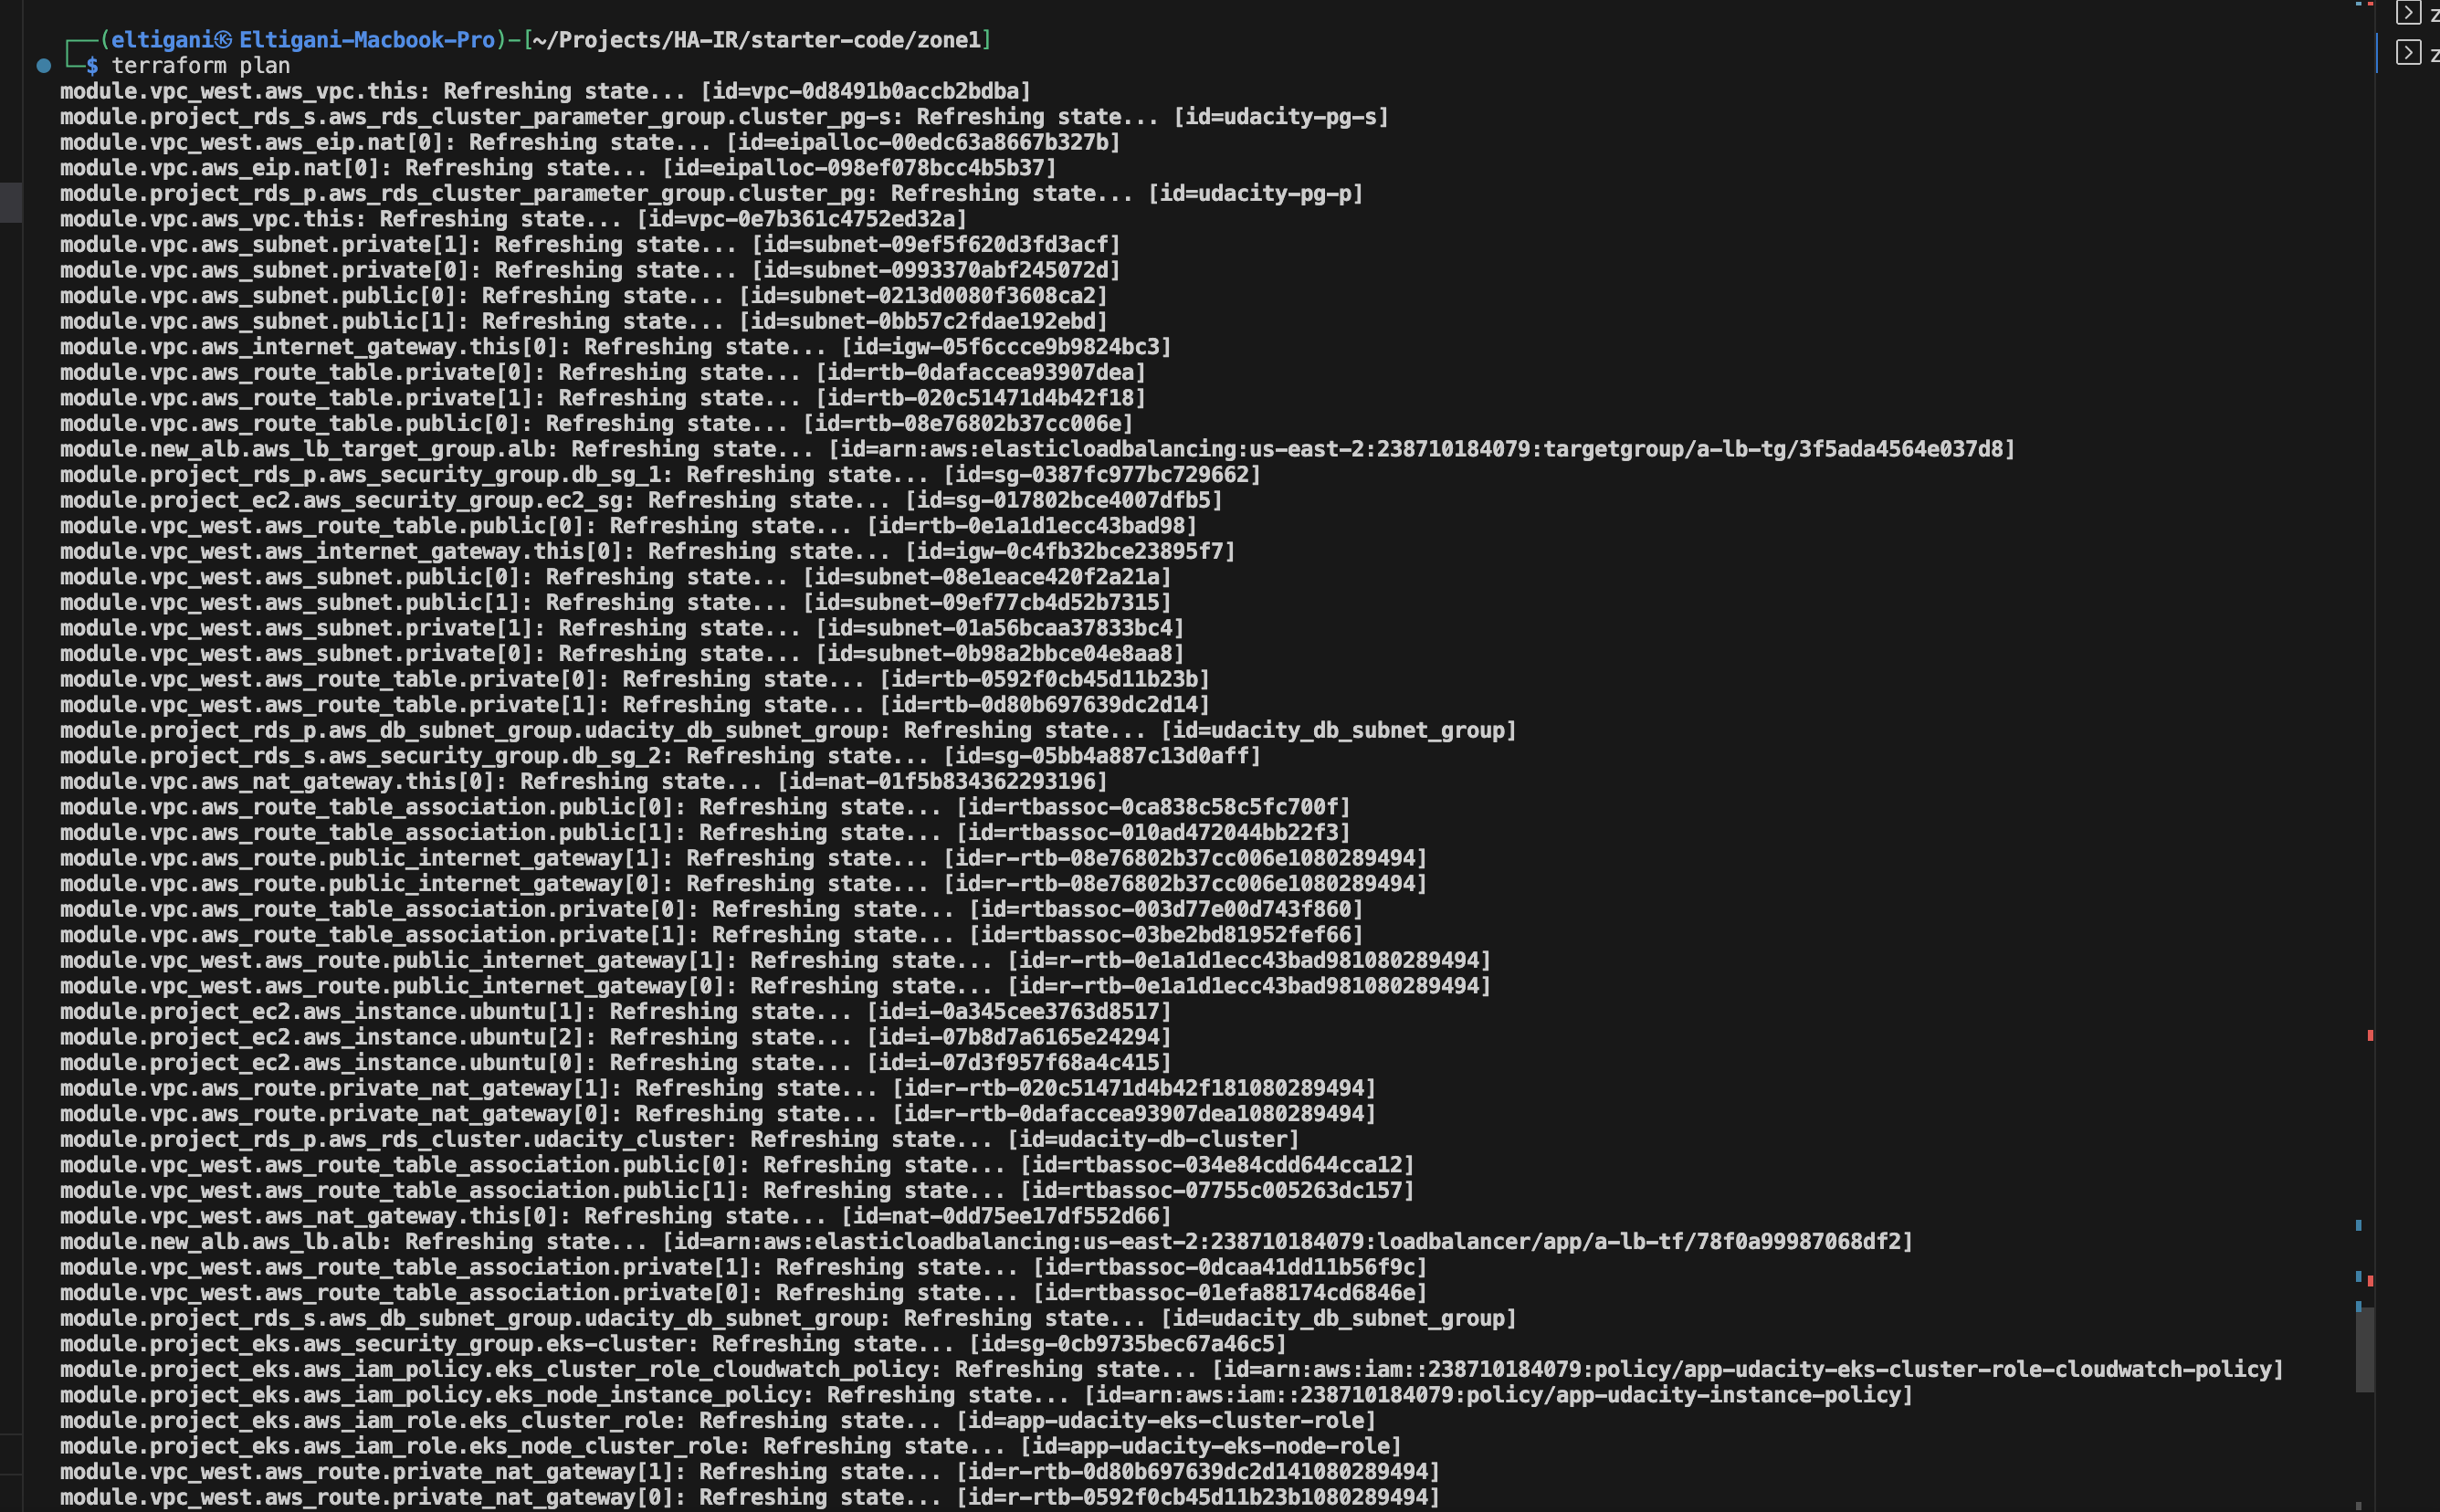 ┌──(eltigani㉿ Eltigani-Macbook-Pro)-[~/Projects/HA-IR/starter-code/zone1]
└─$ terraform plan
module.vpc_west.aws_vpc.this: Refreshing state... [id=vpc-0d8491b0accb2bdba]
module.project_rds_s.aws_rds_cluster_parameter_group.cluster_pg-s: Refreshing state... [id=udacity-pg-s]
module.vpc_west.aws_eip.nat[0]: Refreshing state... [id=eipalloc-00edc63a8667b327b]
module.vpc.aws_eip.nat[0]: Refreshing state... [id=eipalloc-098ef078bcc4b5b37]
module.project_rds_p.aws_rds_cluster_parameter_group.cluster_pg: Refreshing state... [id=udacity-pg-p]
module.vpc.aws_vpc.this: Refreshing state... [id=vpc-0e7b361c4752ed32a]
module.vpc.aws_subnet.private[1]: Refreshing state... [id=subnet-09ef5f620d3fd3acf]
module.vpc.aws_subnet.private[0]: Refreshing state... [id=subnet-0993370abf245072d]
module.vpc.aws_subnet.public[0]: Refreshing state... [id=subnet-0213d0080f3608ca2]
module.vpc.aws_subnet.public[1]: Refreshing state... [id=subnet-0bb57c2fdae192ebd]
module.vpc.aws_internet_gateway.this[0]: Refreshing state... [id=igw-05f6ccce9b9824bc3]
module.vpc.aws_route_table.private[0]: Refreshing state... [id=rtb-0dafaccea93907dea]
module.vpc.aws_route_table.private[1]: Refreshing state... [id=rtb-020c51471d4b42f18]
module.vpc.aws_route_table.public[0]: Refreshing state... [id=rtb-08e76802b37cc006e]
module.new_alb.aws_lb_target_group.alb: Refreshing state... [id=arn:aws:elasticloadbalancing:us-east-2:238710184079:targetgroup/a-lb-tg/3f5ada4564e037d8]
module.project_rds_p.aws_security_group.db_sg_1: Refreshing state... [id=sg-0387fc977bc729662]
module.project_ec2.aws_security_group.ec2_sg: Refreshing state... [id=sg-017802bce4007dfb5]
module.vpc_west.aws_route_table.public[0]: Refreshing state... [id=rtb-0e1a1d1ecc43bad98]
module.vpc_west.aws_internet_gateway.this[0]: Refreshing state... [id=igw-0c4fb32bce23895f7]
module.vpc_west.aws_subnet.public[0]: Refreshing state... [id=subnet-08e1eace420f2a21a]
module.vpc_west.aws_subnet.public[1]: Refreshing state... [id=subnet-09ef77cb4d52b7315]
module.vpc_west.aws_subnet.private[1]: Refreshing state... [id=subnet-01a56bcaa37833bc4]
module.vpc_west.aws_subnet.private[0]: Refreshing state... [id=subnet-0b98a2bbce04e8aa8]
module.vpc_west.aws_route_table.private[0]: Refreshing state... [id=rtb-0592f0cb45d11b23b]
module.vpc_west.aws_route_table.private[1]: Refreshing state... [id=rtb-0d80b697639dc2d14]
module.project_rds_p.aws_db_subnet_group.udacity_db_subnet_group: Refreshing state... [id=udacity_db_subnet_group]
module.project_rds_s.aws_security_group.db_sg_2: Refreshing state... [id=sg-05bb4a887c13d0aff]
module.vpc.aws_nat_gateway.this[0]: Refreshing state... [id=nat-01f5b834362293196]
module.vpc.aws_route_table_association.public[0]: Refreshing state... [id=rtbassoc-0ca838c58c5fc700f]
module.vpc.aws_route_table_association.public[1]: Refreshing state... [id=rtbassoc-010ad472044bb22f3]
module.vpc.aws_route.public_internet_gateway[1]: Refreshing state... [id=r-rtb-08e76802b37cc006e1080289494]
module.vpc.aws_route.public_internet_gateway[0]: Refreshing state... [id=r-rtb-08e76802b37cc006e1080289494]
module.vpc.aws_route_table_association.private[0]: Refreshing state... [id=rtbassoc-003d77e00d743f860]
module.vpc.aws_route_table_association.private[1]: Refreshing state... [id=rtbassoc-03be2bd81952fef66]
module.vpc_west.aws_route.public_internet_gateway[1]: Refreshing state... [id=r-rtb-0e1a1d1ecc43bad981080289494]
module.vpc_west.aws_route.public_internet_gateway[0]: Refreshing state... [id=r-rtb-0e1a1d1ecc43bad981080289494]
module.project_ec2.aws_instance.ubuntu[1]: Refreshing state... [id=i-0a345cee3763d8517]
module.project_ec2.aws_instance.ubuntu[2]: Refreshing state... [id=i-07b8d7a6165e24294]
module.project_ec2.aws_instance.ubuntu[0]: Refreshing state... [id=i-07d3f957f68a4c415]
module.vpc.aws_route.private_nat_gateway[1]: Refreshing state... [id=r-rtb-020c51471d4b42f181080289494]
module.vpc.aws_route.private_nat_gateway[0]: Refreshing state... [id=r-rtb-0dafaccea93907dea1080289494]
module.project_rds_p.aws_rds_cluster.udacity_cluster: Refreshing state... [id=udacity-db-cluster]
module.vpc_west.aws_route_table_association.public[0]: Refreshing state... [id=rtbassoc-034e84cdd644cca12]
module.vpc_west.aws_route_table_association.public[1]: Refreshing state... [id=rtbassoc-07755c005263dc157]
module.vpc_west.aws_nat_gateway.this[0]: Refreshing state... [id=nat-0dd75ee17df552d66]
module.new_alb.aws_lb.alb: Refreshing state... [id=arn:aws:elasticloadbalancing:us-east-2:238710184079:loadbalancer/app/a-lb-tf/78f0a99987068df2]
module.vpc_west.aws_route_table_association.private[1]: Refreshing state... [id=rtbassoc-0dcaa41dd11b56f9c]
module.vpc_west.aws_route_table_association.private[0]: Refreshing state... [id=rtbassoc-01efa88174cd6846e]
module.project_rds_s.aws_db_subnet_group.udacity_db_subnet_group: Refreshing state... [id=udacity_db_subnet_group]
module.project_eks.aws_security_group.eks-cluster: Refreshing state... [id=sg-0cb9735bec67a46c5]
module.project_eks.aws_iam_policy.eks_cluster_role_cloudwatch_policy: Refreshing state... [id=arn:aws:iam::238710184079:policy/app-udacity-eks-cluster-role-cloudwatch-policy]
module.project_eks.aws_iam_policy.eks_node_instance_policy: Refreshing state... [id=arn:aws:iam::238710184079:policy/app-udacity-instance-policy]
module.project_eks.aws_iam_role.eks_cluster_role: Refreshing state... [id=app-udacity-eks-cluster-role]
module.project_eks.aws_iam_role.eks_node_cluster_role: Refreshing state... [id=app-udacity-eks-node-role]
module.vpc_west.aws_route.private_nat_gateway[1]: Refreshing state... [id=r-rtb-0d80b697639dc2d141080289494]
module.vpc_west.aws_route.private_nat_gateway[0]: Refreshing state... [id=r-rtb-0592f0cb45d11b23b1080289494]